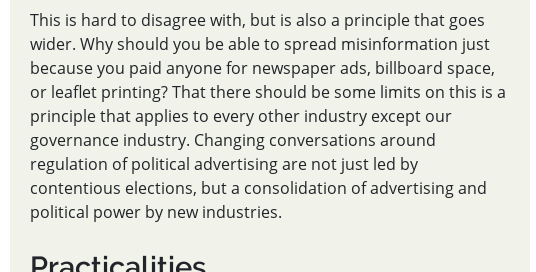 This is hard to disagree with, but is also a principle that goes
wider. Why should you be able to spread misinformation just
because you paid anyone for newspaper ads, billboard space,
or leaflet printing? That there should be some limits on this is a
principle that applies to every other industry except our
governance industry. Changing conversations around
regulation of political advertising are not just led by
contentious elections, but a consolidation of advertising and
political power by new industries.
Practicalities